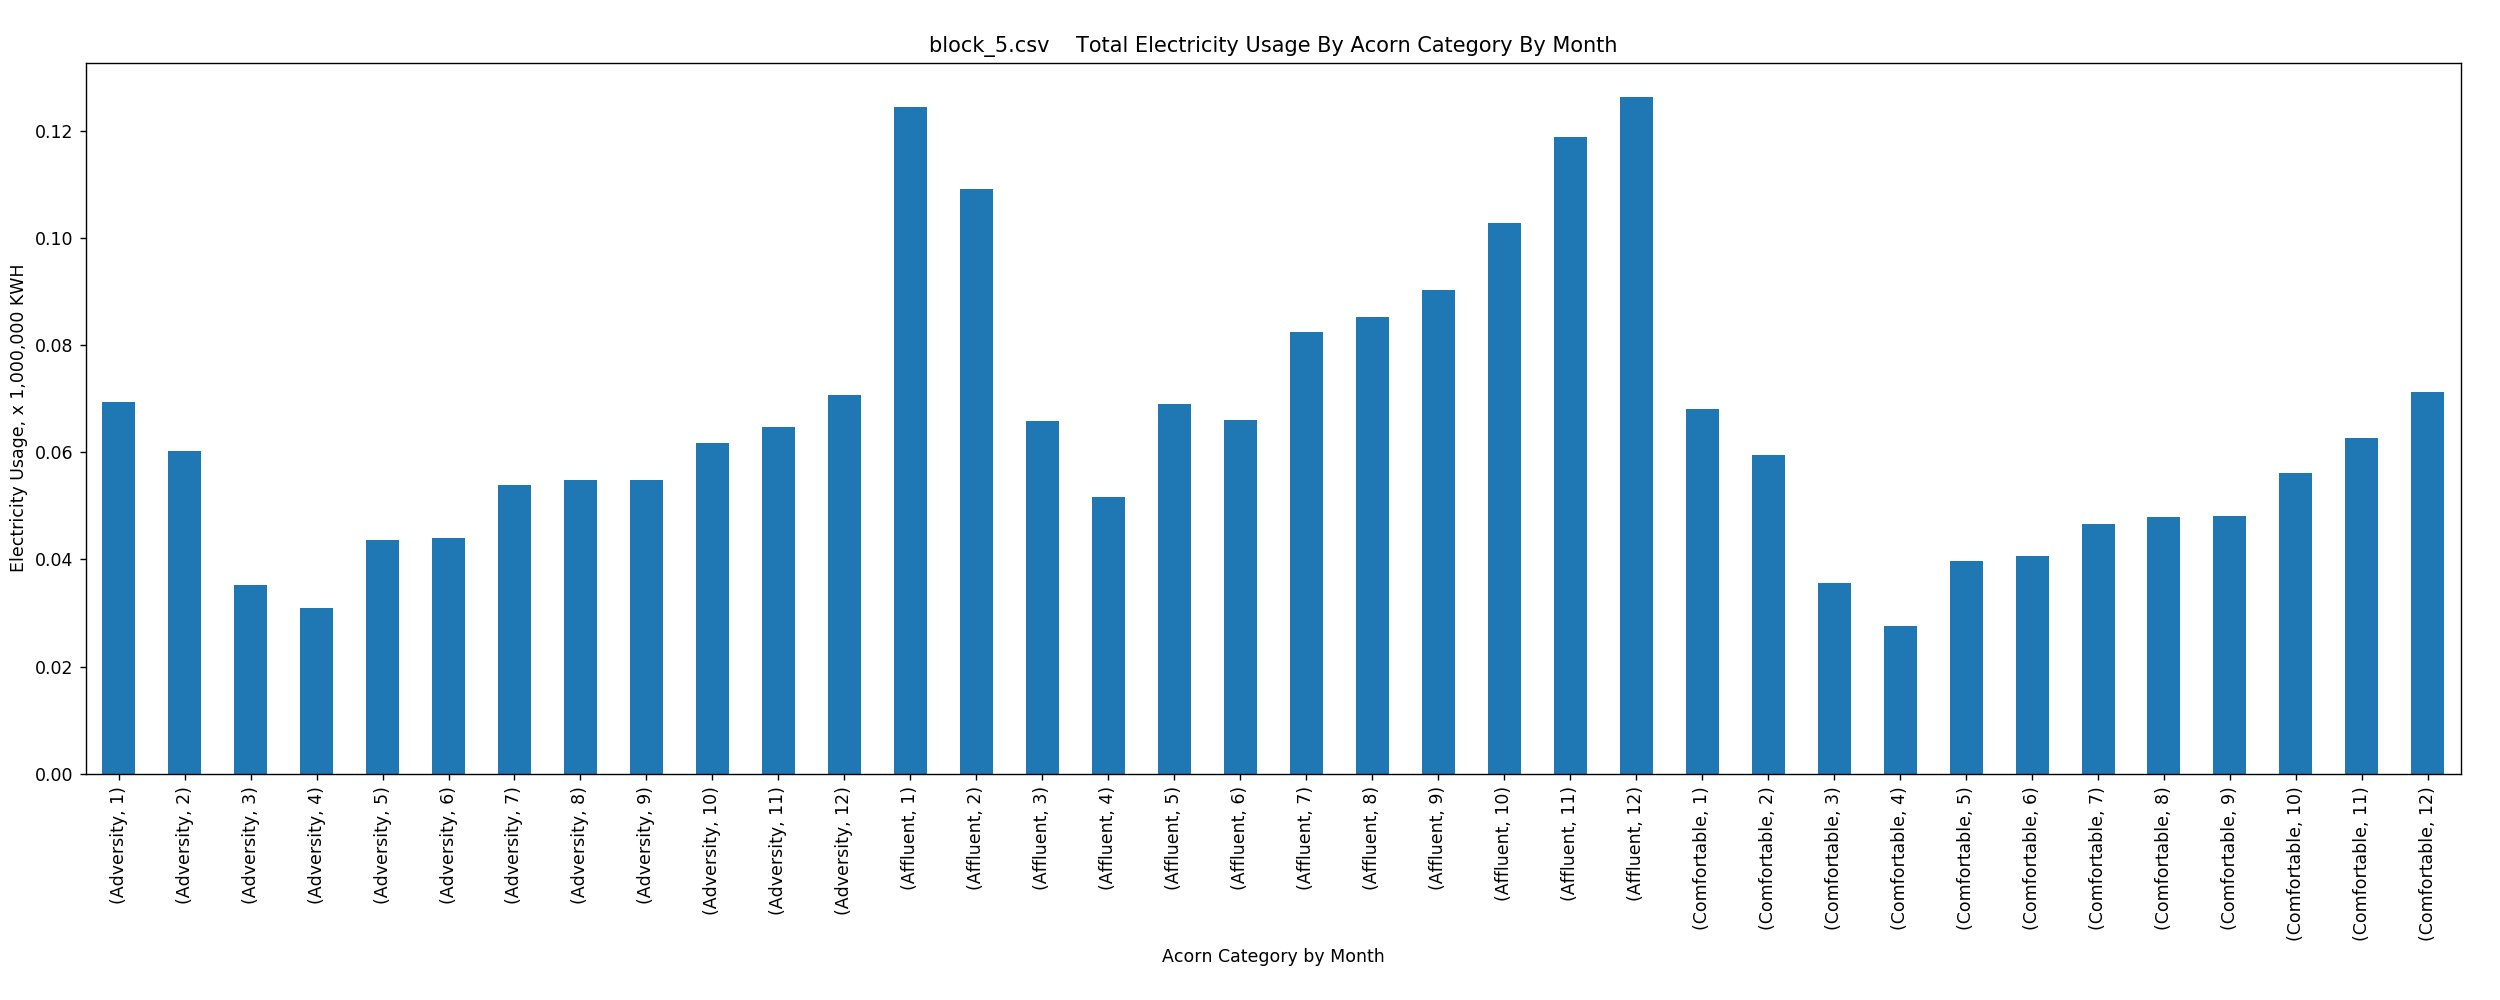 block_5.csv    Total Electricity Usage By Acorn Category By Month
Electricity Usage, x 1,000,000 KWH
0.12
0.10
0.08
0.06
0.04
0.02
0.00
(Adversity, 1)
(Adversity, 2)
(Adversity, 3)
(Adversity, 4)
(Adversity, 5)
(Adversity, 6)
(Adversity, 7)
(Adversity, 8)
(Adversity, 9)
(Adversity, 10)
(Adversity, 11)
(Adversity, 12)
(Affluent, 1)
(Affluent, 2)
(Affluent, 3)
(Affluent, 4)
(Affluent, 5)
(Affluent, 6)
(Affluent, 7)
(Affluent, 8)
(Affluent, 9)
(Affluent, 10)
(Affluent, 11)
(Affluent, 12)
(Comfortable, 1)
(Comfortable, 2)
(Comfortable, 3)
(Comfortable, 4)
(Comfortable, 5)
(Comfortable, 6)
(Comfortable, 7)
(Comfortable, 8)
(Comfortable, 9)
(Comfortable, 10)
(Comfortable, 11)
(Comfortable, 12)
Acorn Category by Month